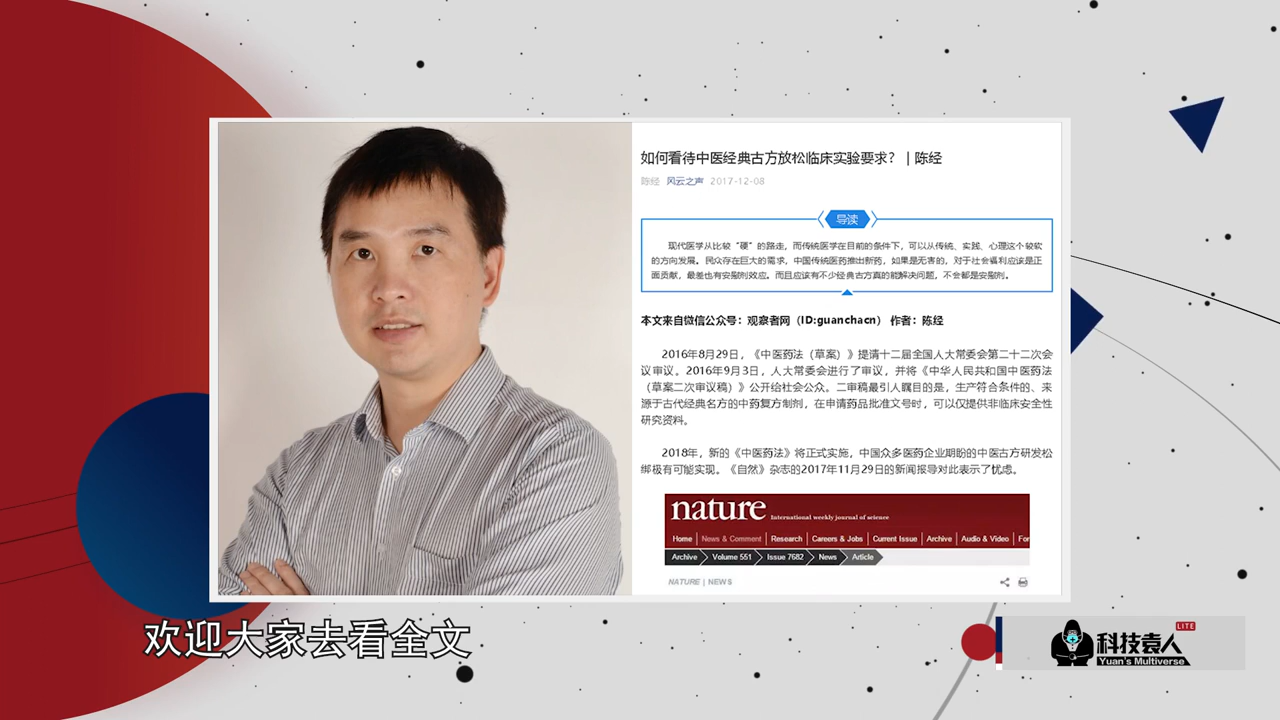 如何看待中医经典古方放松临床实验要求？｜陈经
陈经 风云之声 2017-12-08
导读
现代医学从比较“硬”的路走，而传统医学在目前的条件下，可以从传统、实践、心理这个较软
的方向发展。民众存在巨大的需求，中国传统医药推出新药，如果是无害的，对于社会福利应该是正
面贡献，最差也有安慰剂效应。而且应该有不少经典古方真的能解决问题，不会都是安慰剂。
本文来自微信公众号：观察者网（ID:guanchacn） 作者：陈经
2016年8月29日，《中医药法（草案）》提请十二届全国人大常委会第二十二次会
议审议。2016年9月3日，人大常委会进行了审议，并将《中华人民共和国中医药法
（草案二次审议稿）》公开给社会公众。二审稿最引人瞩目的是，生产符合条件的、来
源于古代经典名方的中药复方制剂，在申请药品批准文号时，可以仅提供非临床安全性
研究资料。
2018年，新的《中医药法》将正式实施，中国众多医药企业期盼的中医古方研发松
绑极有可能实现。《自然》杂志的2017年11月29日的新闻报导对此表示了忧虑。
nature International weekly journal of science
Home News & Comment Research Careers & Jobs Current Issue Archive Audio & Video For
Archive Volume 551 Issue 7682 News Article
NATURE | NEWS
欢迎大家去看全文
科技袁人 LITE
Yuan's Multiverse